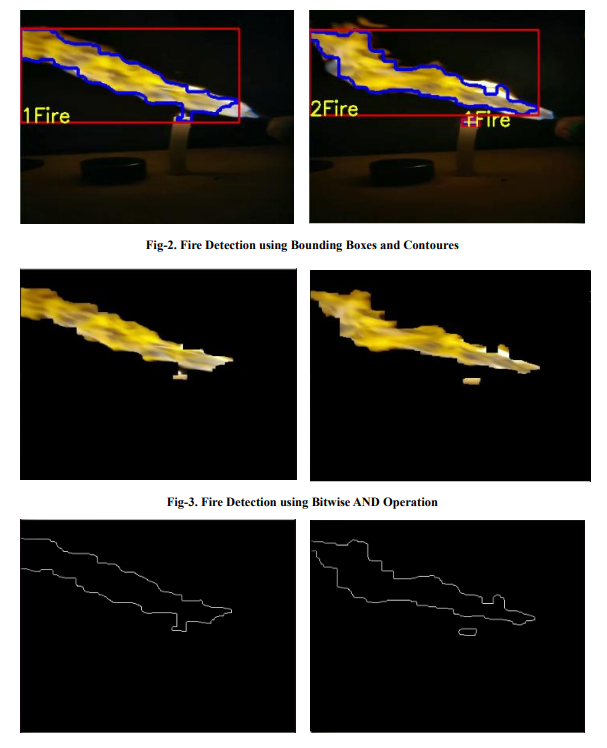 1Fire
2Fire
1Fire
Fig-2. Fire Detection using Bounding Boxes and Contoures
Fig-3. Fire Detection using Bitwise AND Operation